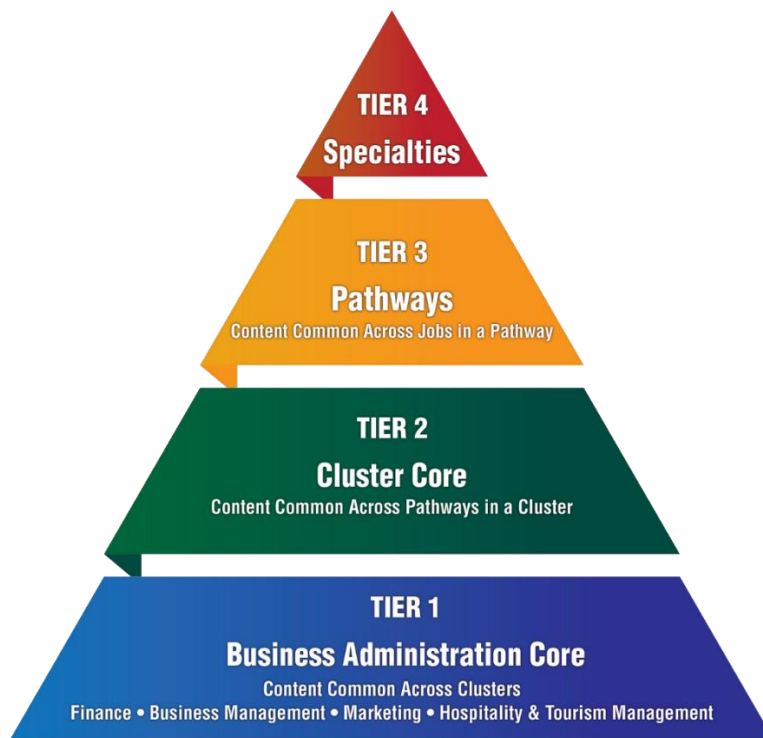 TIER 4
Specialties
TIER 3
Pathways
Content Common Across Jobs in a Pathway
TIER 2
Cluster Core
Content Common Across Pathways in a Cluster
TIER 1
Business Administration Core
Content Common Across Clusters
Finance • Business Management • Marketing • Hospitality & Tourism Management